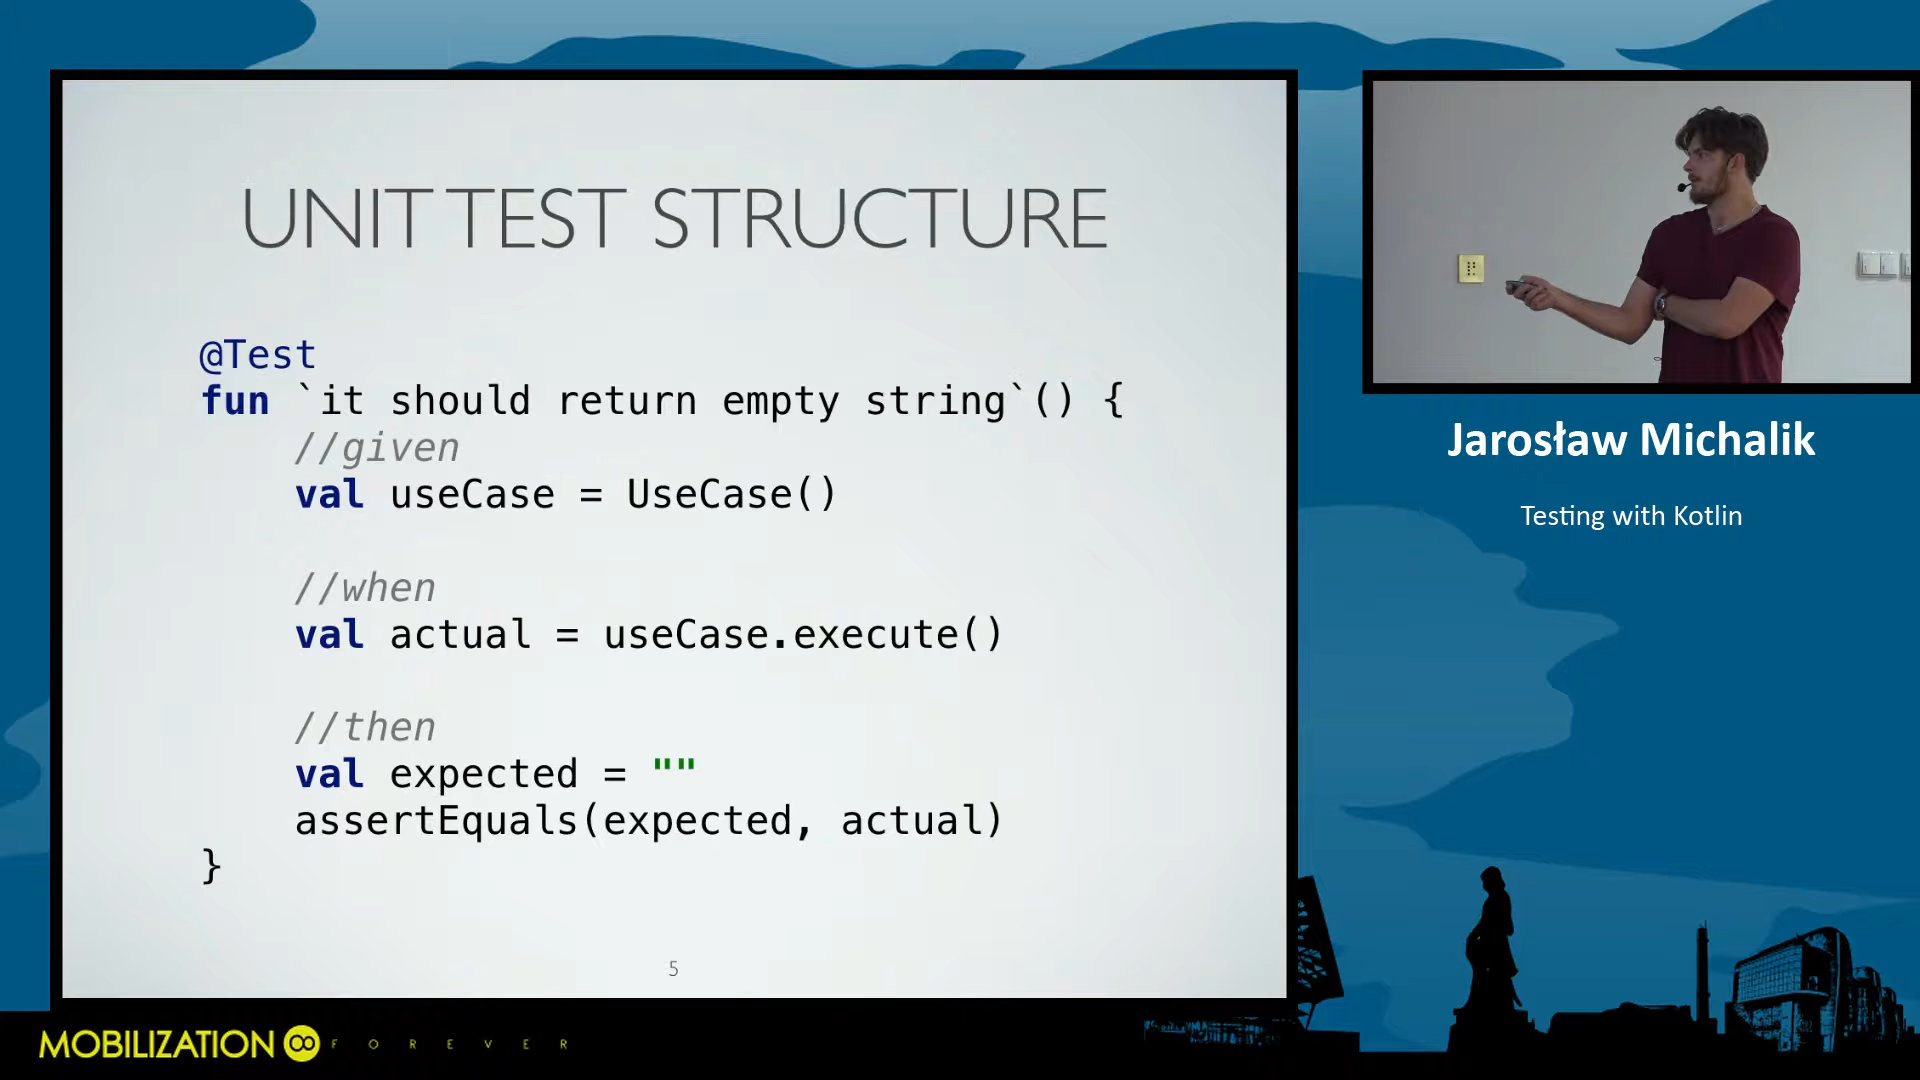 UNIT TEST STRUCTURE
@Test
fun `it should return empty string`() {
//given
val useCase = UseCase()
//when
val actual = useCase.execute()
//then
val expected = ""
assertEquals(expected, actual)
}
5
Jarosław Michalik
Testing with Kotlin
MOBILIZATION FOREVER